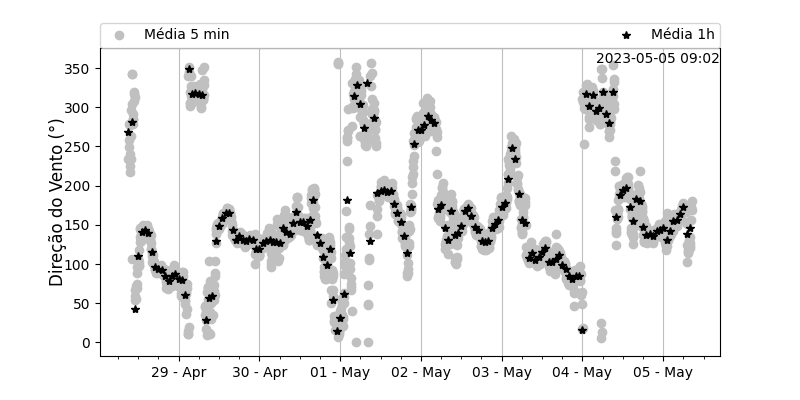 Média 5 min
Média 1h
2023-05-05 09:02
Direção do Vento (°)
350
300
250
200
150
100
50
0
29 - Apr
30 - Apr
01 - May
02 - May
03 - May
04 - May
05 - May